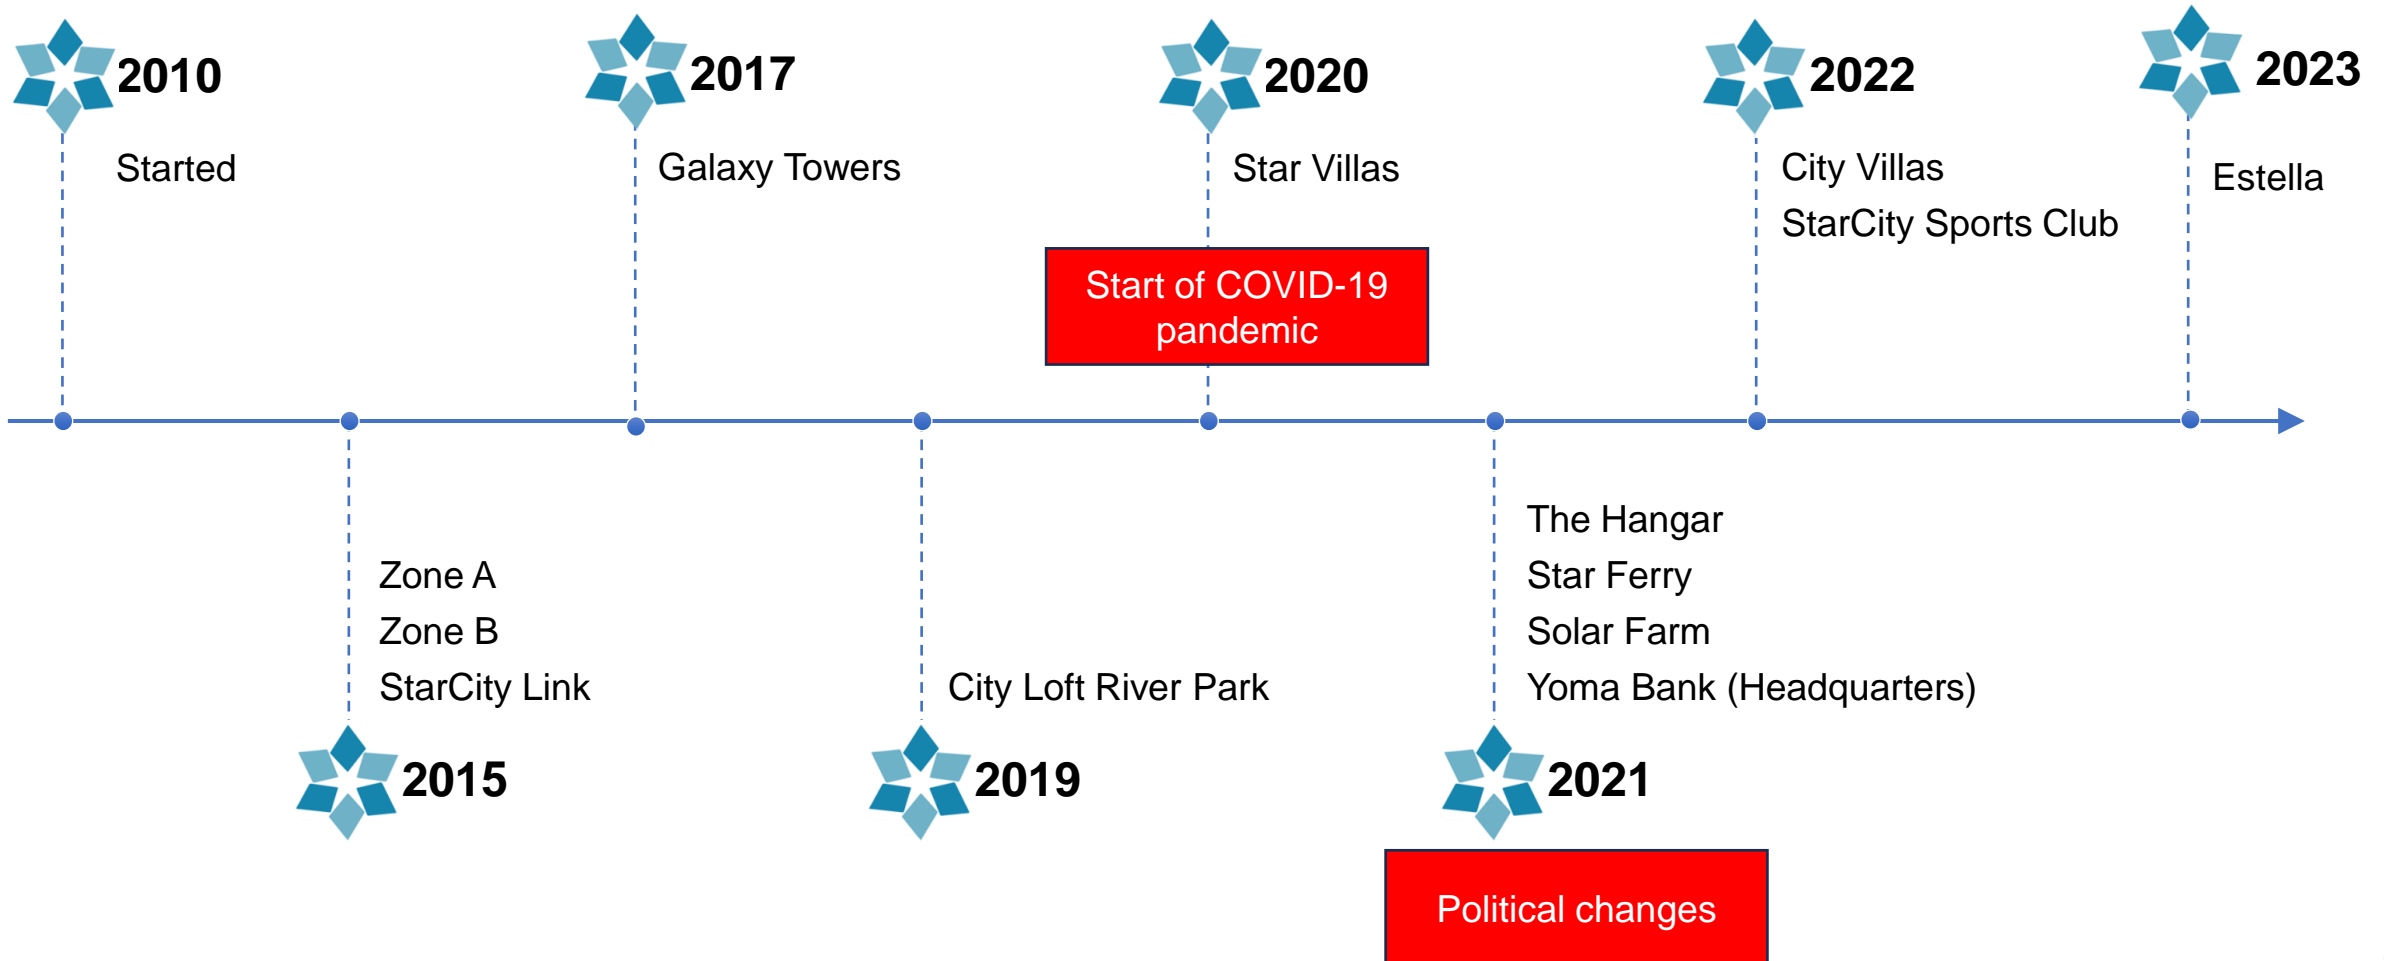 2010
Started
2017
Galaxy Towers
2020
Star Villas
Start of COVID-19
pandemic
2022
City Villas
StarCity Sports Club
2023
Estella
Zone A
Zone B
StarCity Link
2015
City Loft River Park
2019
The Hangar
Star Ferry
Solar Farm
Yoma Bank (Headquarters)
2021
Political changes